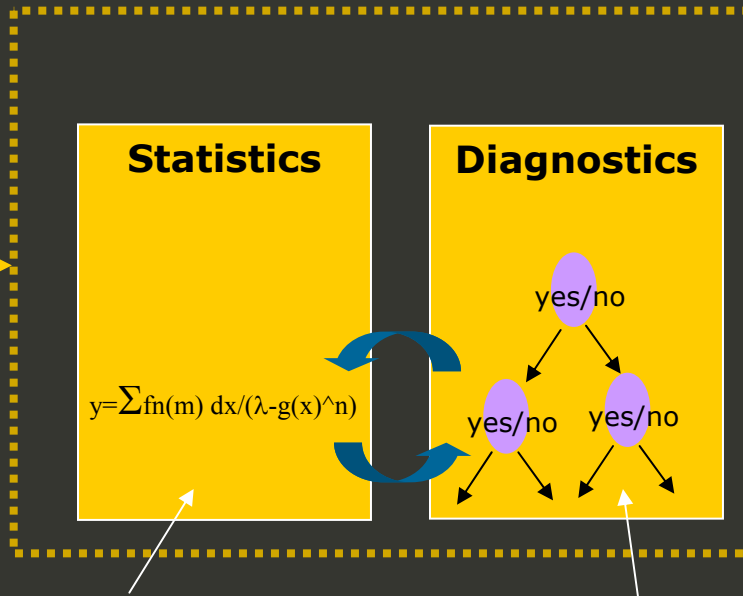 Statistics
Diagnostics
yes/no
y=Σfn(m) dx/(λ-g(x)^n)
yes/no
yes/no